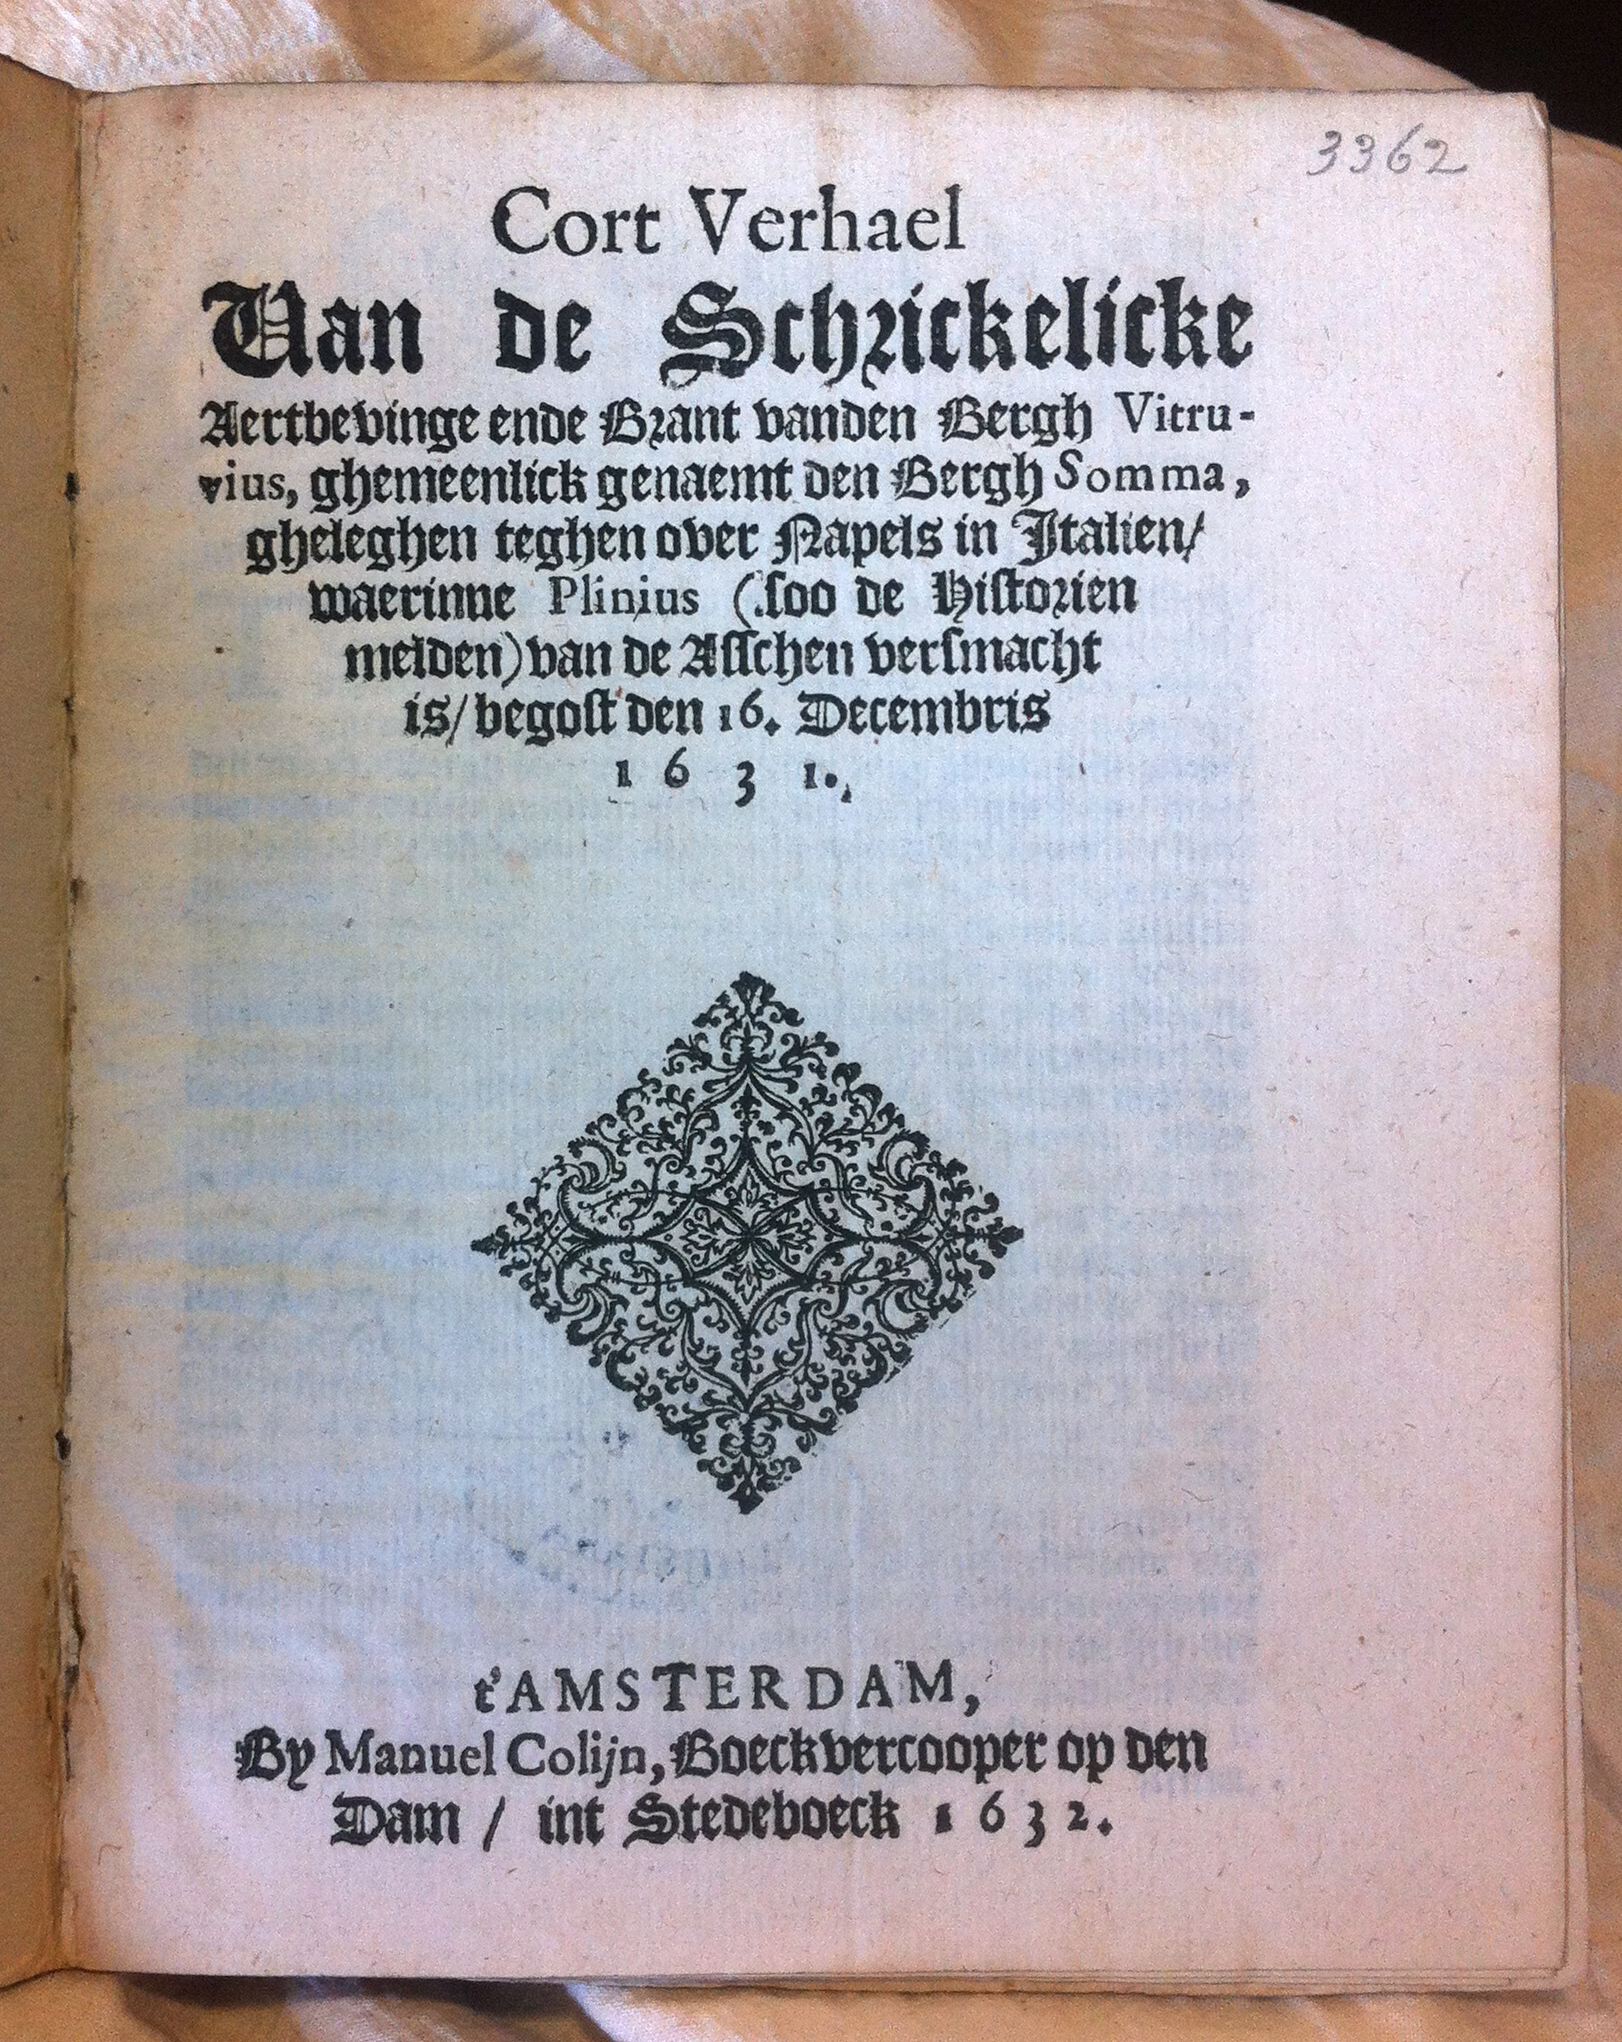 3362
Cort Verhael
Van de Schrickelicke
Aertbevinge ende Brant vanden Bergh Vitru-
vius, ghemeenlick genaemt den Bergh Somma,
gheleghen teghen over Napels in Italien/
waerinne Plinius (soo de Historien
melden) van de Asschen versmacht
is/ begost den 16. Decembris
1631.
t'AMSTERDAM,
By Manuel Colijn, Boeckvercooper op den
Dam / int Stedeboeck 1632.